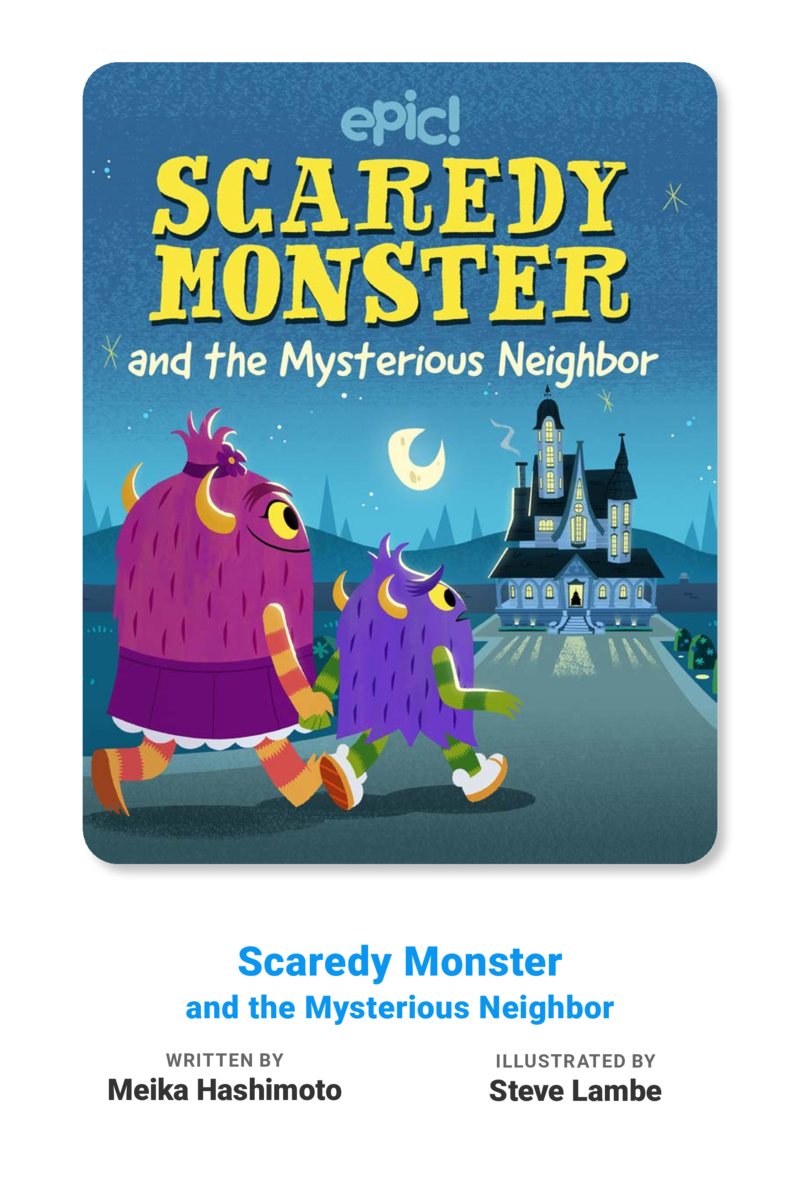 epic!
SCAREDY
MONSTER
and the Mysterious Neighbor
Scaredy Monster
and the Mysterious Neighbor
WRITTEN BY
Meika Hashimoto
ILLUSTRATED BY
Steve Lambe